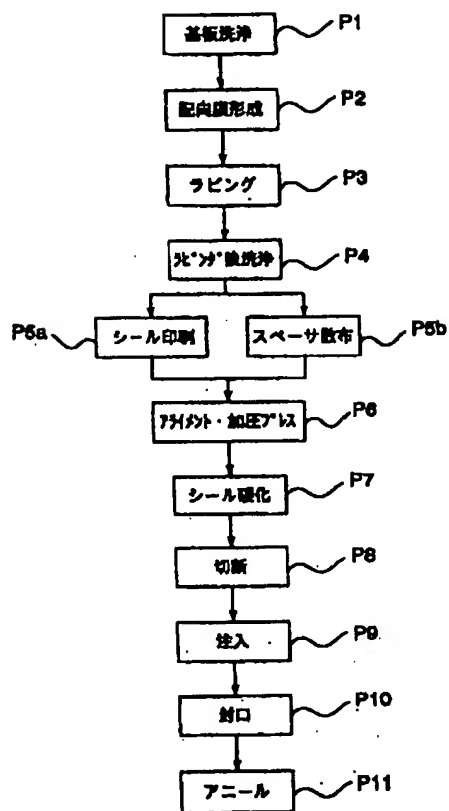 基板洗浄 P1
配向膜形成 P2
ラビング P3
ラビング後洗浄 P4
P5a シール印刷 スペーサ散布 P5b
アライメント・加圧プレス P6
シール硬化 P7
切断 P8
注入 P9
封口 P10
アニール P11